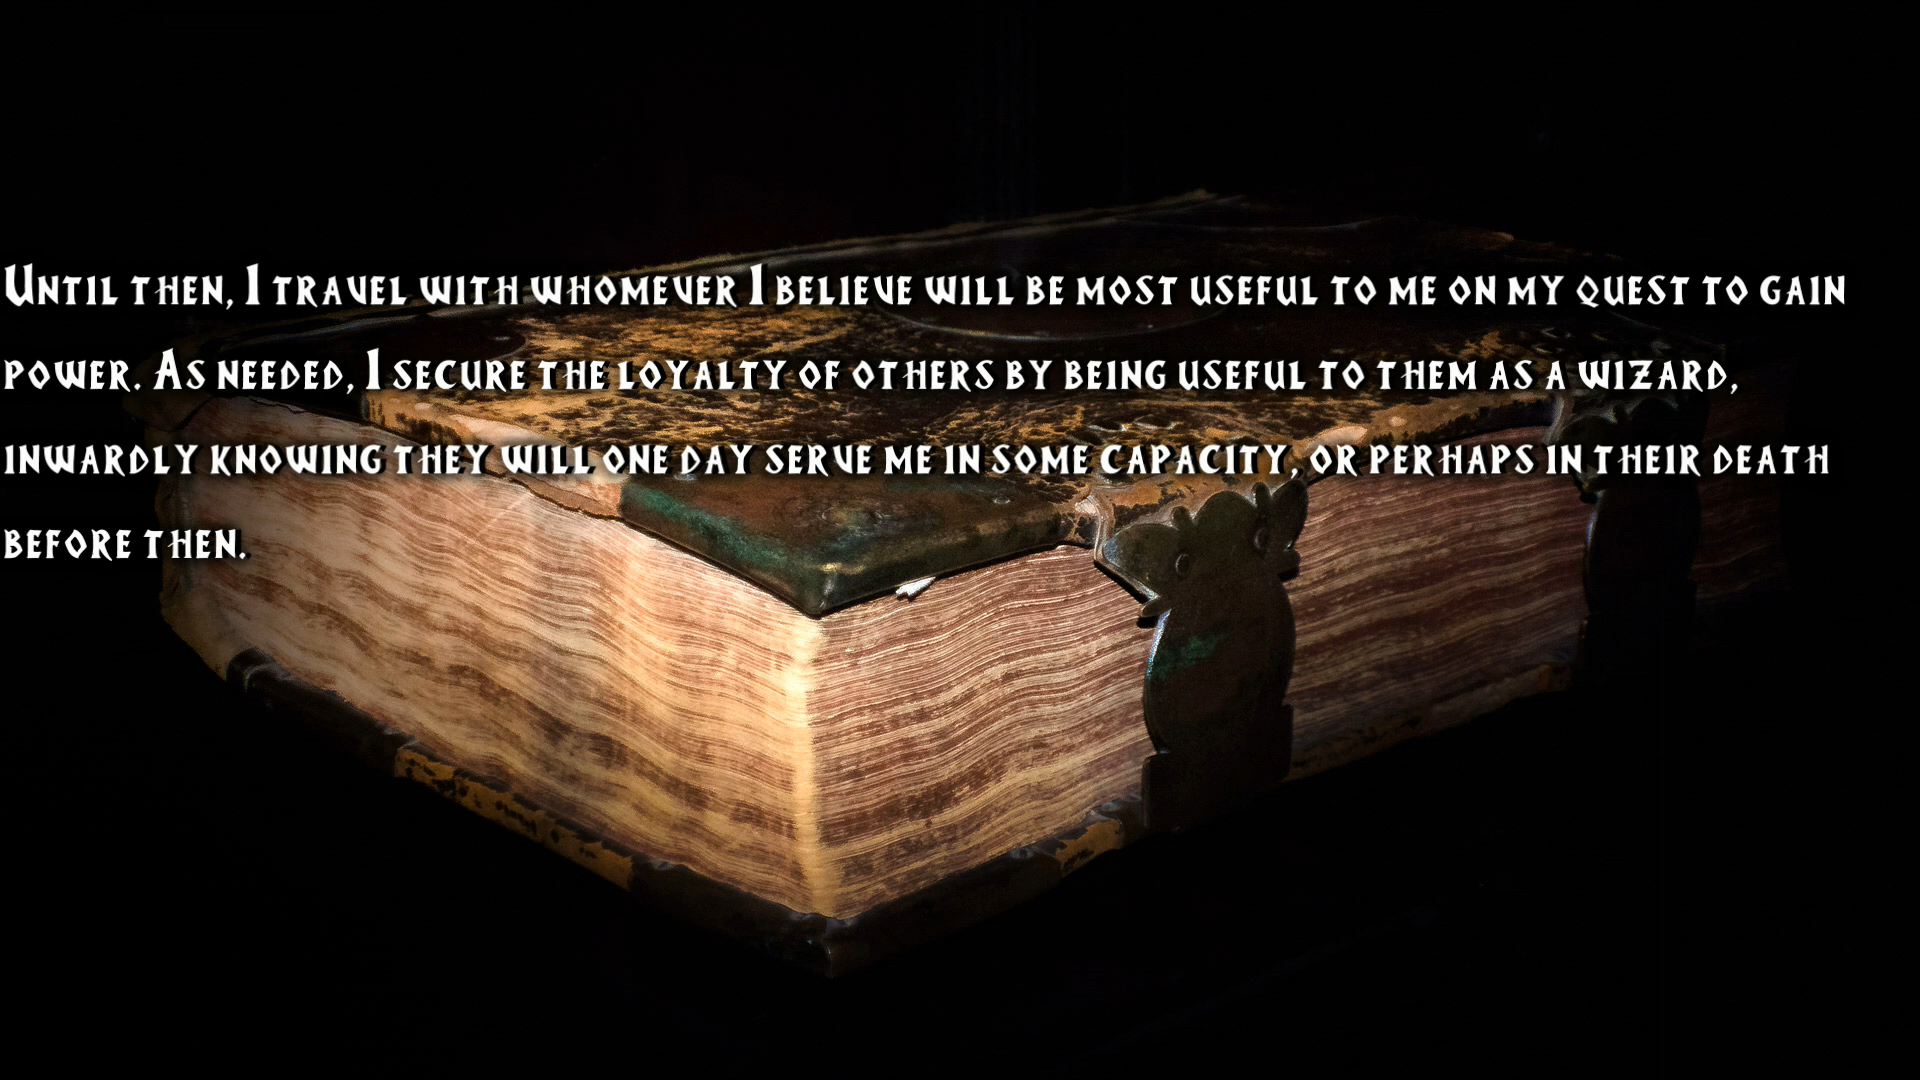 Until then, I travel with whomever I believe will be most useful to me on my quest to gain
power. As needed, I secure the loyalty of others by being useful to them as a wizard,
inwardly knowing they will one day serve me in some capacity, or perhaps in their death
before then.